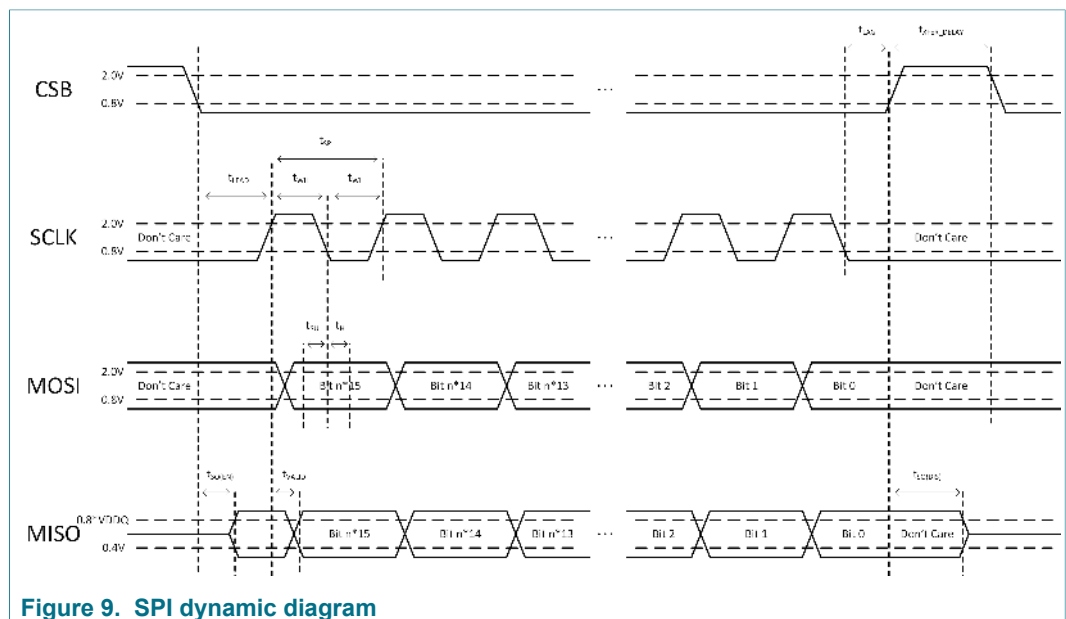 CSB
2.0V
0.8V
...
SCLK
2.0V
0.8V
Don't Care
...
Don't Care
MOSI
2.0V
0.8V
Don't Care
Bit n*15
Bit n*14
Bit n*13
...
Bit 2
Bit 1
Bit 0
Don't Care
tVALID
MISO
0.8*VDDQ
0.4V
Bit n*15
Bit n*14
Bit n*13
...
Bit 2
Bit 1
Bit 0
Don't Care
Figure 9. SPI dynamic diagram